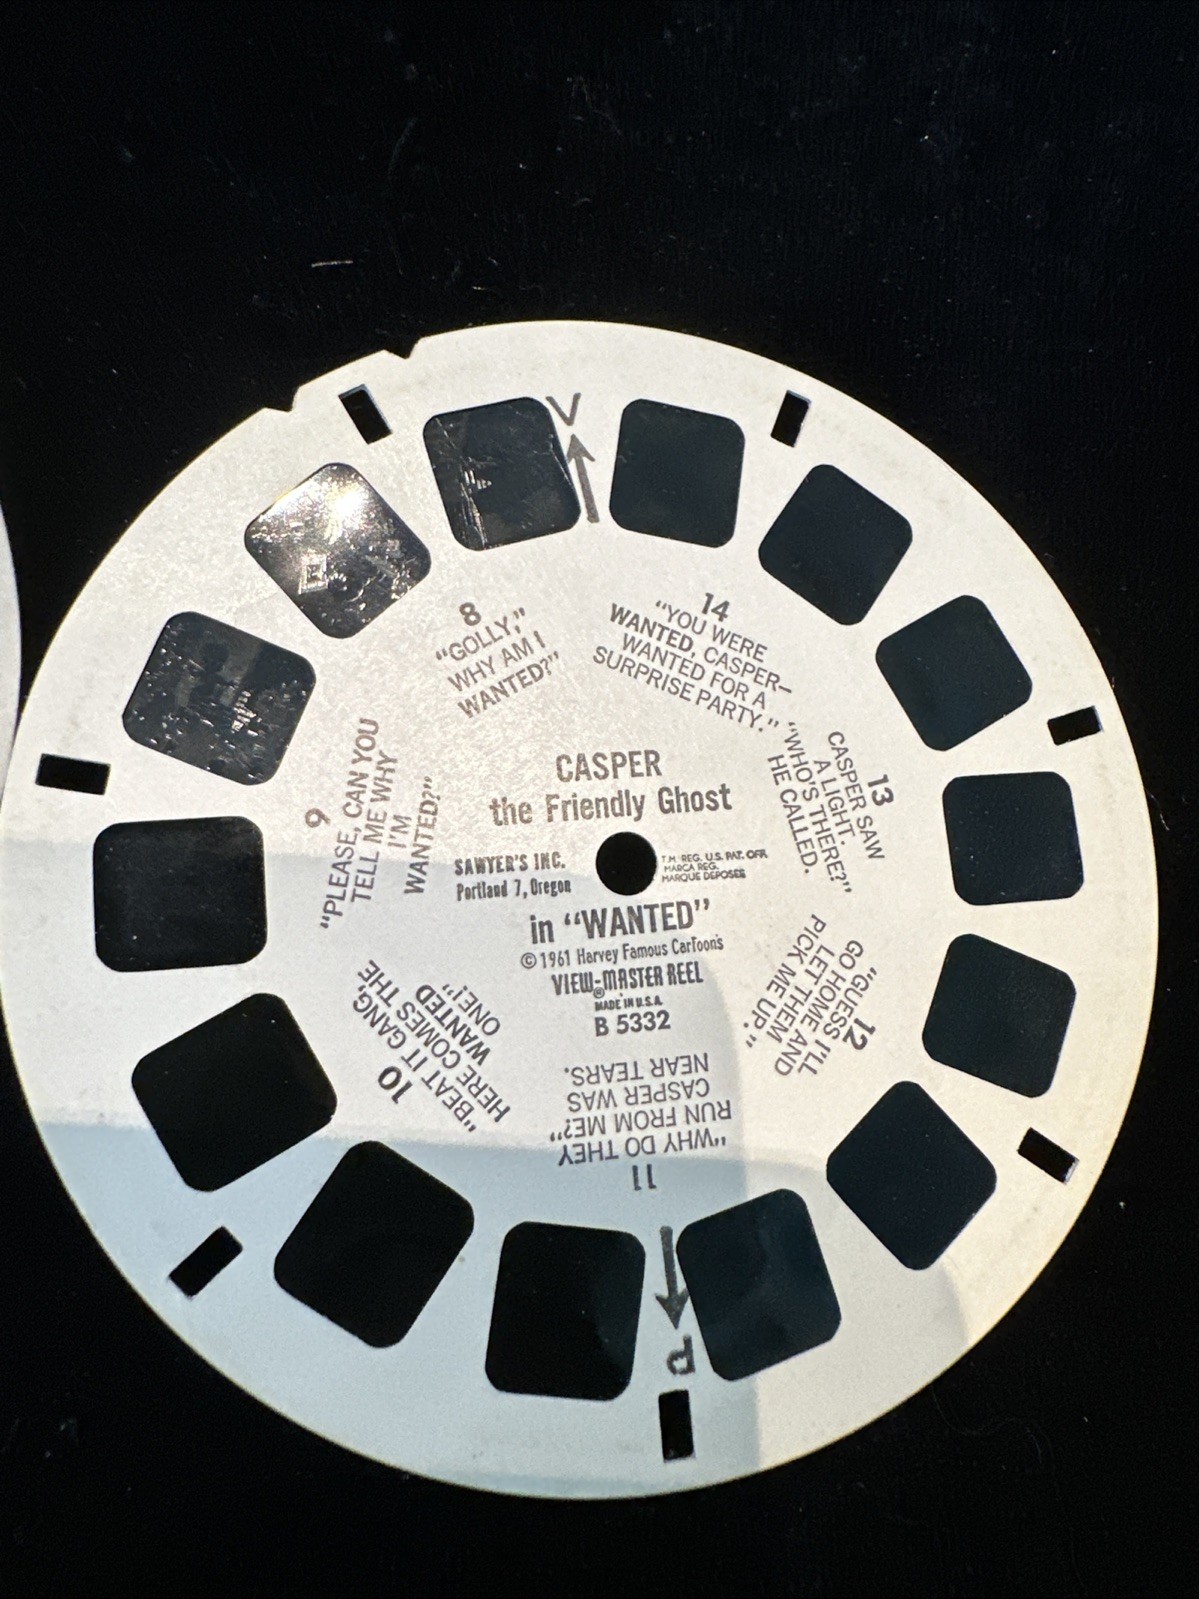 V
8
"GOLLY,"
WHY AM I
WANTED?"
14
"YOU WERE
WANTED, CASPER—
WANTED FOR A
SURPRISE PARTY."
13
CASPER SAW
A LIGHT.
"WHO'S THERE?"
HE CALLED.
9
"PLEASE, CAN YOU
TELL ME WHY
I'M
WANTED?"
CASPER
the Friendly Ghost
SAWYER'S INC.
Portland 7, Oregon
T.M. REG. U.S. PAT. OFF.
MARCA REG.
MARQUE DEPOSEE
in "WANTED"
© 1961 Harvey Famous Cartoons
VIEW-MASTER REEL
®
MADE IN U.S.A.
B 5332
12
"GUESS I'LL
GO HOME AND
LET THEM
PICK ME UP."
10
"BEAT IT GANG,
HERE COMES THE
WANTED
ONE!"
11
"WHY DO THEY
RUN FROM ME?"
CASPER WAS
NEAR TEARS.
P